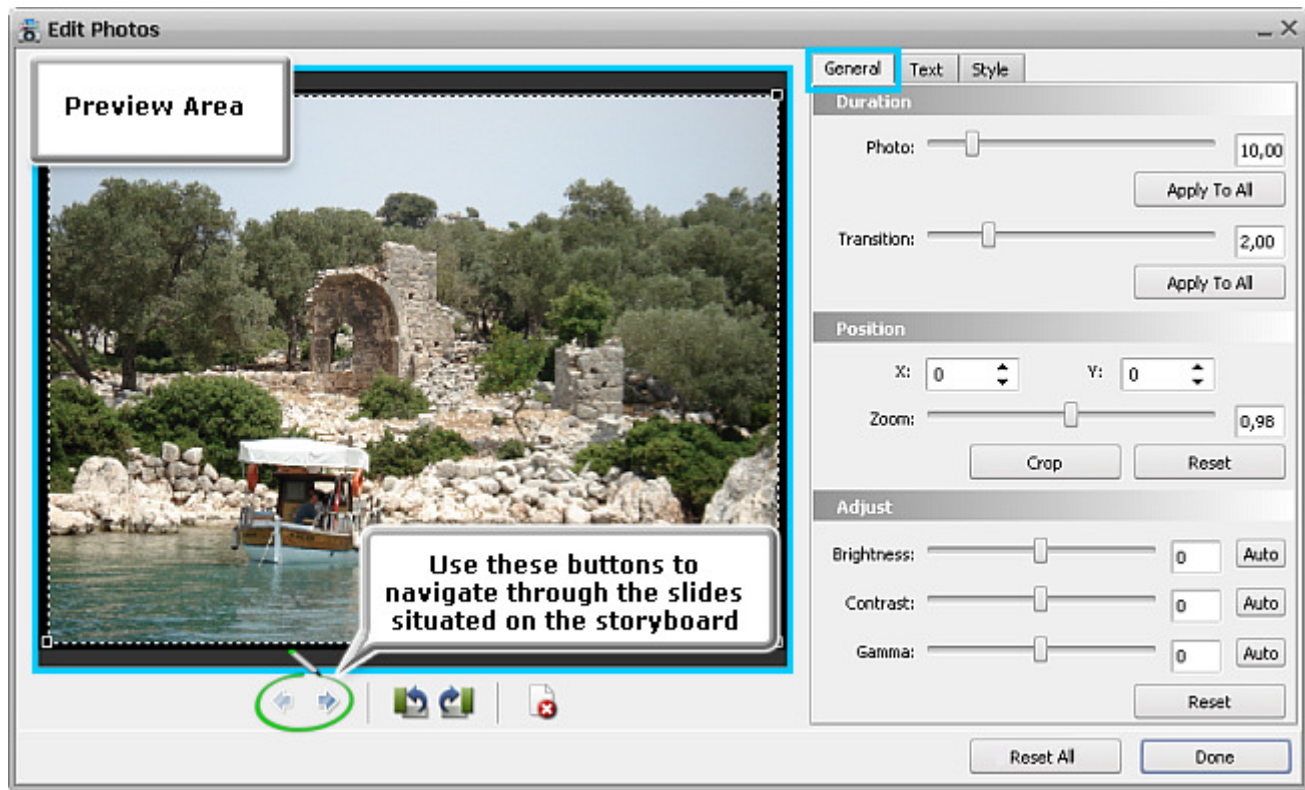 Edit Photos
Preview Area
Use these buttons to
navigate through the slides
situated on the storyboard
General Text Style
Duration
Photo: 10,00
Apply To All
Transition: 2,00
Apply To All
Position
X: 0 Y: 0
Zoom: 0,98
Crop Reset
Adjust
Brightness: 0 Auto
Contrast: 0 Auto
Gamma: 0 Auto
Reset
Reset All Done